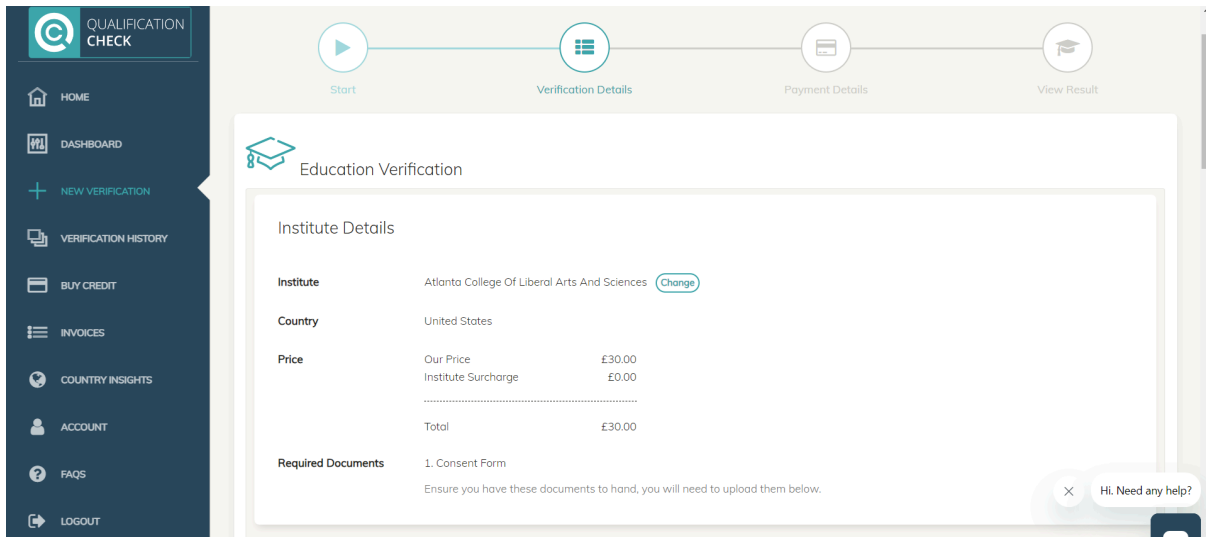 QUALIFICATION
CHECK
HOME
DASHBOARD
NEW VERIFICATION
VERIFICATION HISTORY
BUY CREDIT
INVOICES
COUNTRY INSIGHTS
ACCOUNT
FAQS
LOGOUT
Start
Verification Details
Payment Details
View Result
Education Verification
Institute Details
Institute Atlanta College Of Liberal Arts And Sciences Change
Country United States
Price Our Price £30.00
Institute Surcharge £0.00
Total £30.00
Required Documents 1. Consent Form
Ensure you have these documents to hand, you will need to upload them below.
Hi. Need any help?